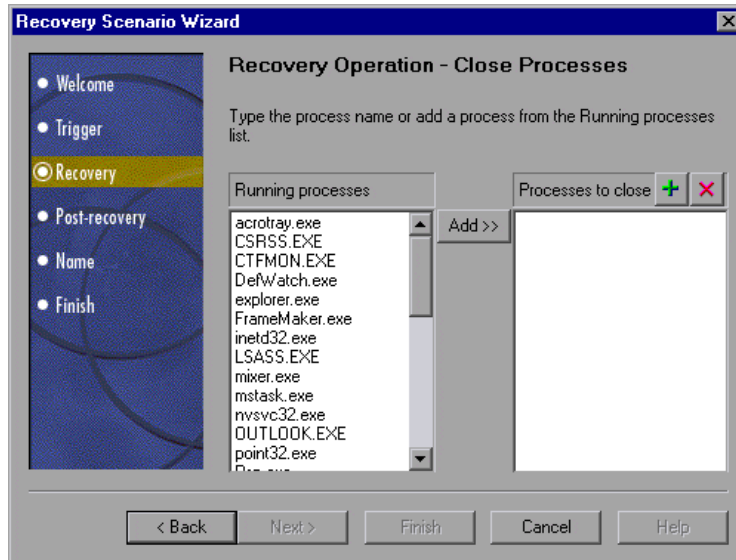 Recovery Scenario Wizard
Welcome
Trigger
Recovery
Post-recovery
Name
Finish
Recovery Operation - Close Processes
Type the process name or add a process from the Running processes
list.
Running processes
acrotray.exe
CSRSS.EXE
CTFMON.EXE
DefWatch.exe
explorer.exe
FrameMaker.exe
inetd32.exe
LSASS.EXE
mixer.exe
mstask.exe
nvsvc32.exe
OUTLOOK.EXE
point32.exe
Add >>
Processes to close
< Back
Next >
Finish
Cancel
Help